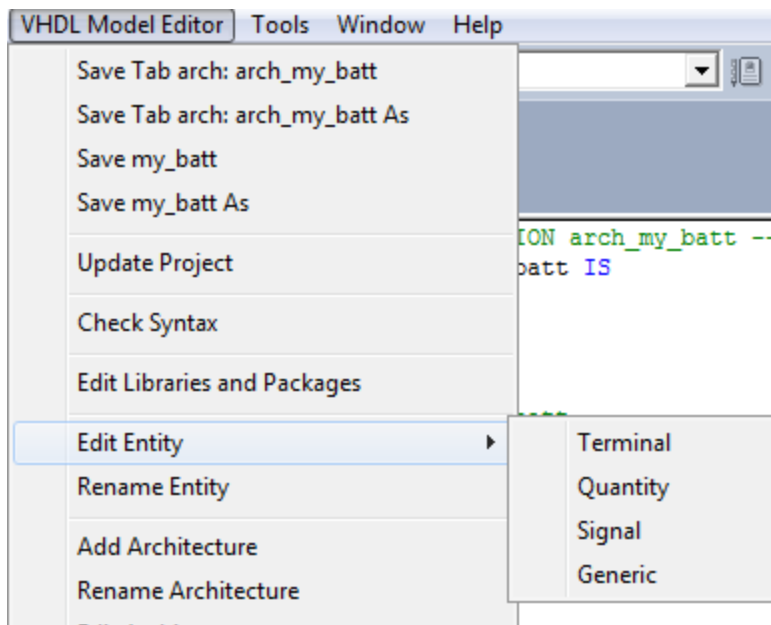 VHDL Model Editor Tools Window Help
Save Tab arch: arch_my_batt
Save Tab arch: arch_my_batt As
Save my_batt
Save my_batt As
ION arch_my_batt --
Update Project
batt IS
Check Syntax
Edit Libraries and Packages
Edit Entity
Terminal
Rename Entity
Quantity
Signal
Add Architecture
Generic
Rename Architecture